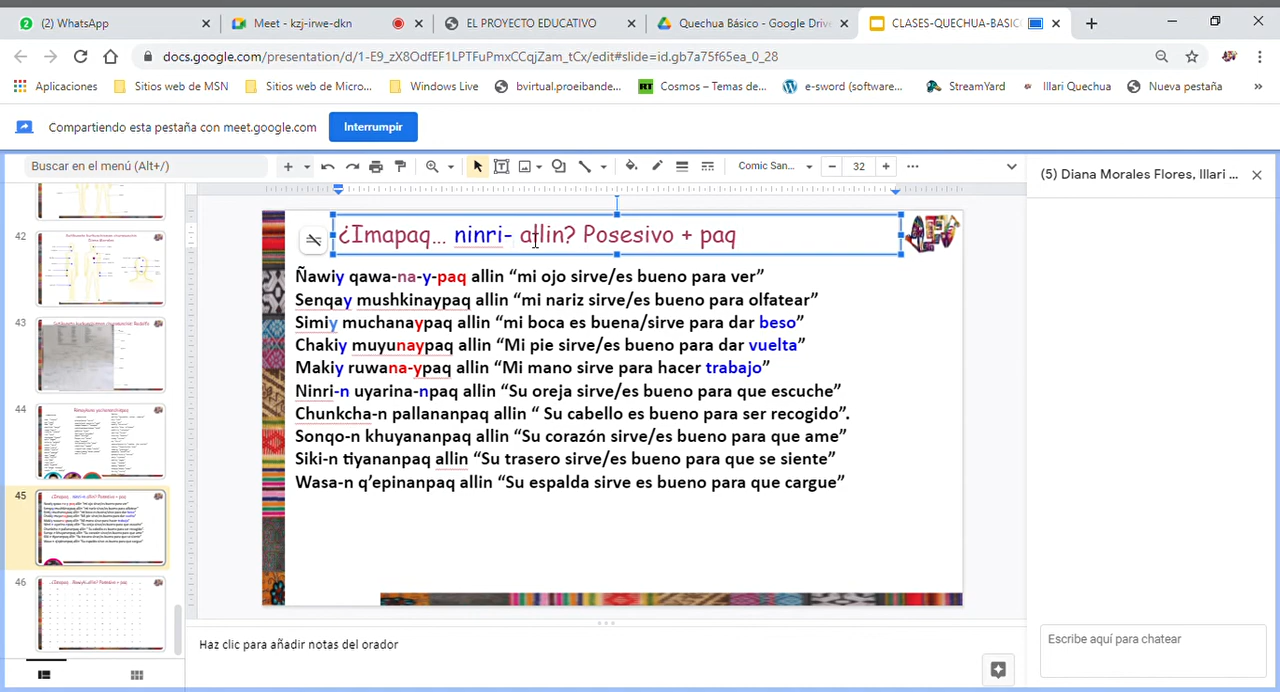 (2) WhatsApp
Meet - kzj-irwe-dkn
EL PROYECTO EDUCATIVO
Quechua Básico - Google Drive
CLASES-QUECHUA-BASIC
docs.google.com/presentation/d/1-E9_zX8OdfEF1LPTFuPmxCCqjZam_tCx/edit#slide=id.gb7a75f65ea_0_28
Aplicaciones
Sitios web de MSN
Sitios web de Micro...
Windows Live
bvirtual.proeibande...
Cosmos – Temas de...
e-sword (software...
StreamYard
Illari Quechua
Nueva pestaña
»
Compartiendo esta pestaña con meet.google.com
Interrumpir
Buscar en el menú (Alt+/)
Comic San...
32
(5) Diana Morales Flores, Illari ...
42
43
44
45
46
¿Imapaq... ninri- allin? Posesivo + paq
Ñawiy qawa-na-y-paq allin “mi ojo sirve/es bueno para ver”
Senqay mushkinaypaq allin “mi nariz sirve/es bueno para olfatear”
Simiy muchanaypaq allin “mi boca es buena/sirve para dar beso”
Chakiy muyunaypaq allin “Mi pie sirve/es bueno para dar vuelta”
Makiy ruwana-ypaq allin “Mi mano sirve para hacer trabajo”
Ninri-n uyarina-npaq allin “Su oreja sirve/es bueno para que escuche”
Chunkcha-n pallananpaq allin “ Su cabello es bueno para ser recogido”.
Sonqo-n khuyananpaq allin “Su corazón sirve/es bueno para que ame”
Siki-n tiyananpaq allin “Su trasero sirve/es bueno para que se siente”
Wasa-n q’epinanpaq allin “Su espalda sirve es bueno para que cargue”
Haz clic para añadir notas del orador
Escribe aquí para chatear